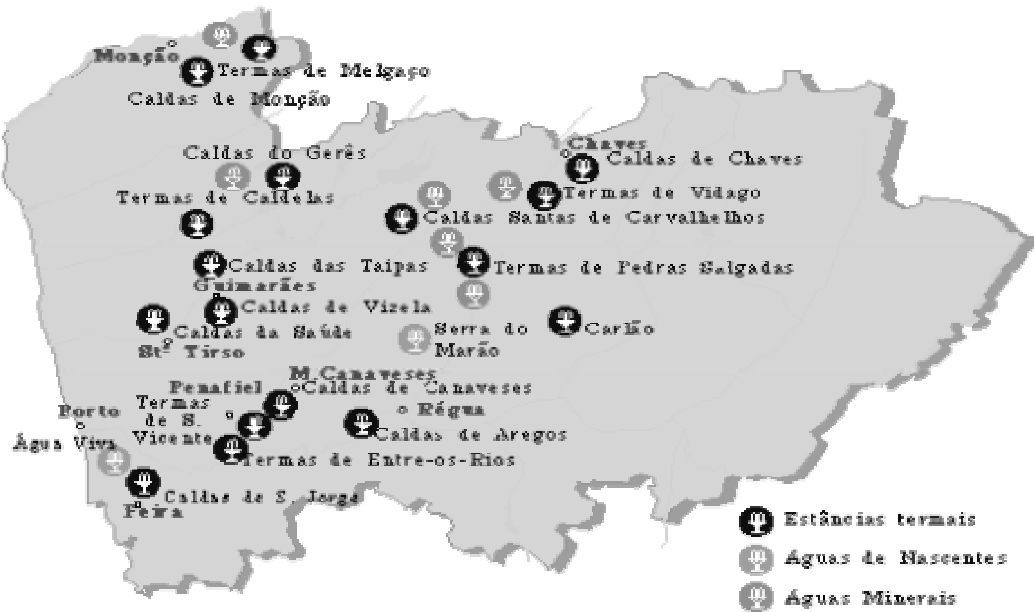 Monção
Termas de Melgaço
Caldas de Monção
Caldas do Gerês
Chaves
Caldas de Chaves
Termas de Caldelas
Termas de Vidago
Caldas Santas de Carvalhelhos
Caldas das Taipas
Termas de Pedras Salgadas
Guimarães
Caldas de Vizela
Caldas da Saúde
Serra do
Marão
Carlão
Stº Tirso
M.Canaveses
Penafiel
Caldas de Canaveses
Termas
de S.
Vicente
Régua
Porto
Água Viva
Caldas de Aregos
Termas de Entre-os-Rios
Caldas de S. Jorge
Feira
Estâncias termais
Águas de Nascentes
Águas Minerais